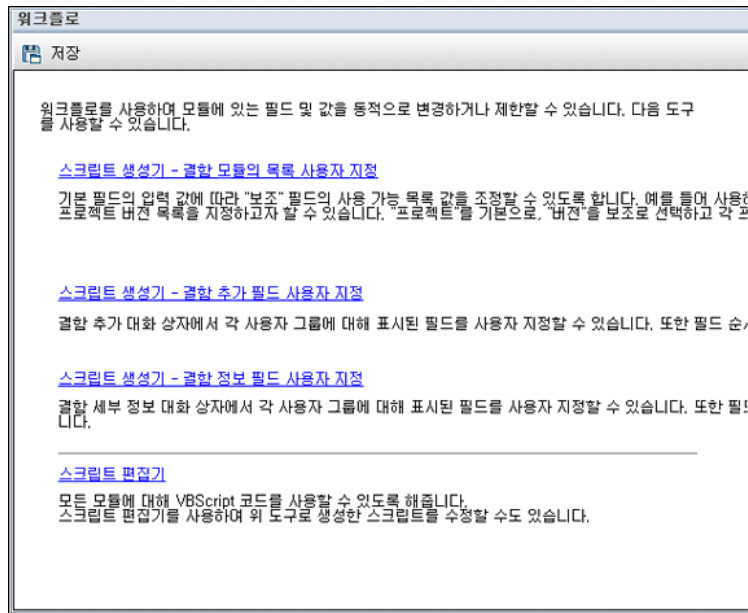 워크플로
저장
워크플로를 사용하여 모듈에 있는 필드 및 값을 동적으로 변경하거나 제한할 수 있습니다. 다음 도구
를 사용할 수 있습니다.
스크립트 생성기 - 결함 모듈의 목록 사용자 지정
기본 필드의 입력 값에 따라 "보조" 필드의 사용 가능 목록 값을 조정할 수 있도록 합니다. 예를 들어
프로젝트 버전 목록을 지정하고자 할 수 있습니다. "프로젝트"를 기본으로, "버전"을 보조로 선택하고 각
스크립트 생성기 - 결함 추가 필드 사용자 지정
결함 추가 대화 상자에서 각 사용자 그룹에 대해 표시된 필드를 사용자 지정할 수 있습니다. 또한 필드
스크립트 생성기 - 결함 정보 필드 사용자 지정
결함 세부 정보 대화 상자에서 각 사용자 그룹에 대해 표시된 필드를 사용자 지정할 수 있습니다. 또한
니다.
스크립트 편집기
모든 모듈에 대해 VBScript 코드를 사용할 수 있도록 해줍니다.
스크립트 편집기를 사용하여 위 도구로 생성한 스크립트를 수정할 수도 있습니다.